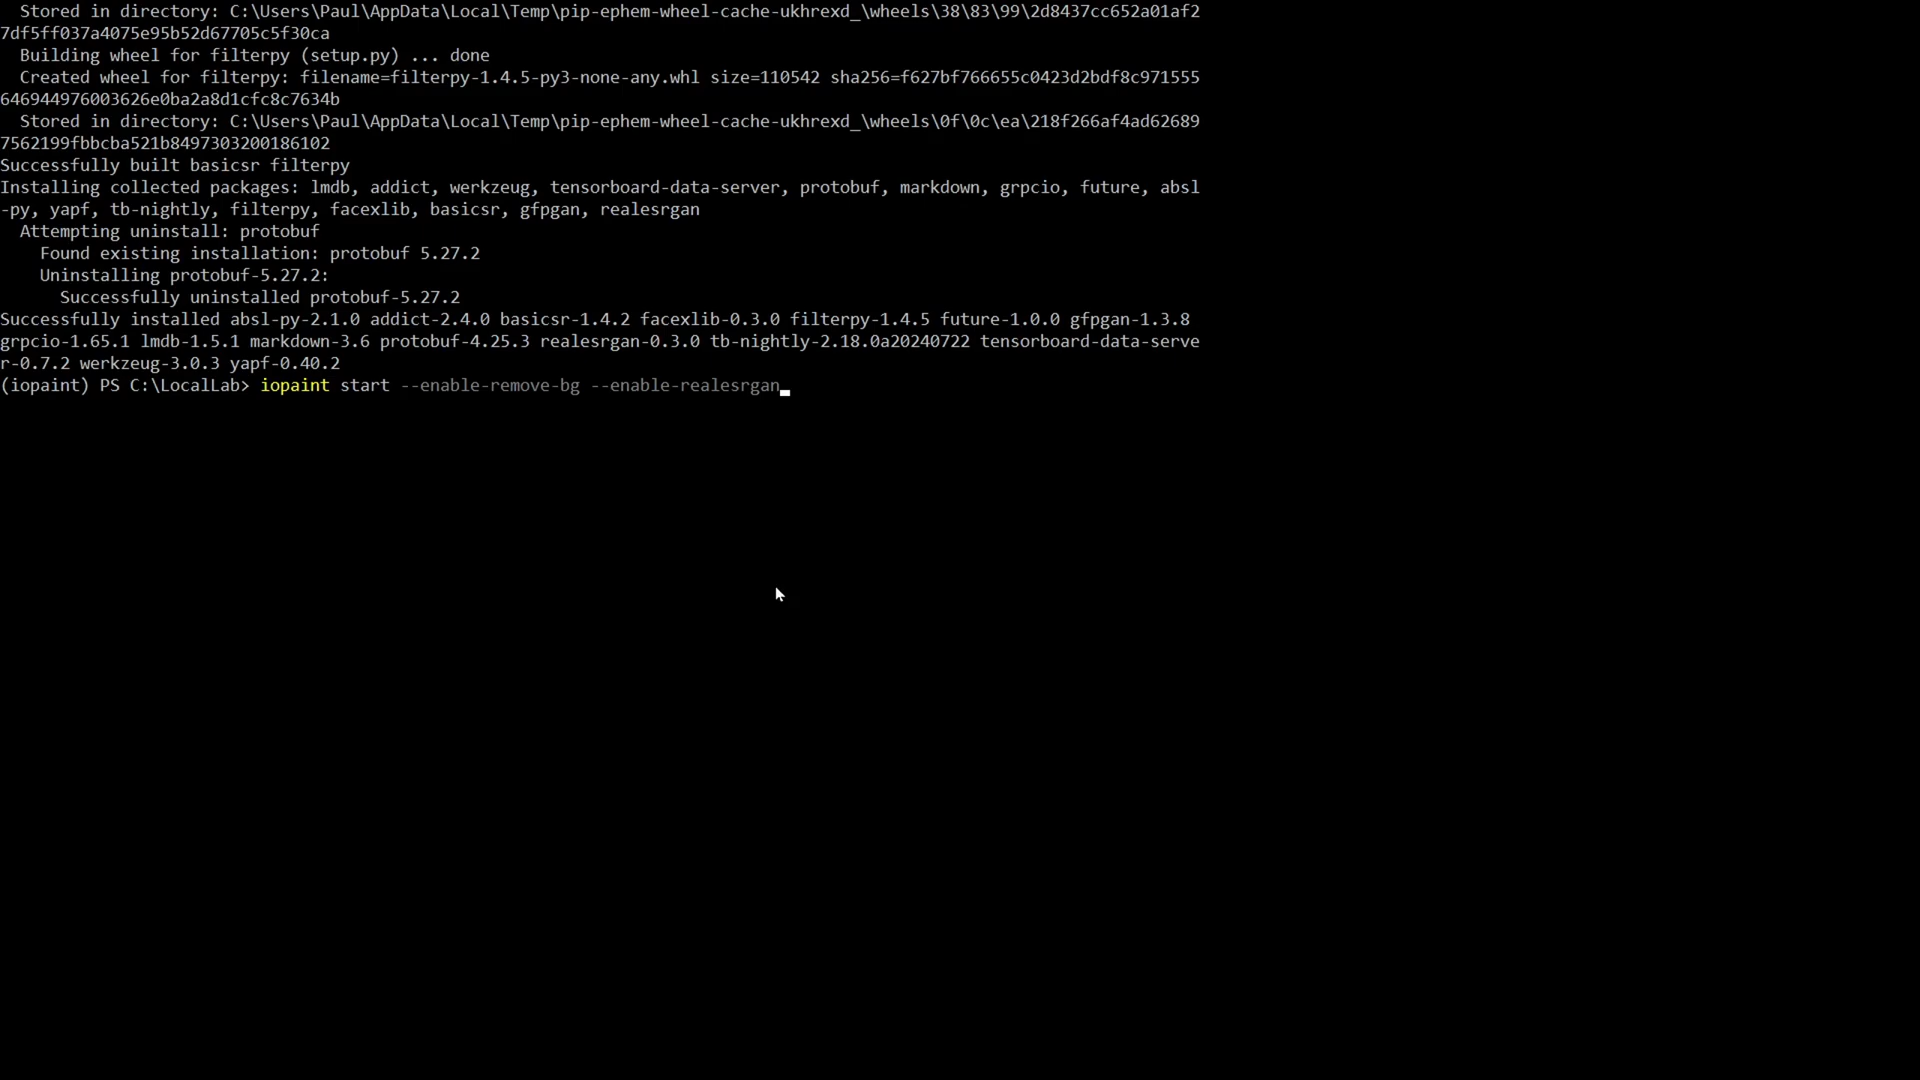 Stored in directory: C:\Users\Paul\AppData\Local\Temp\pip-ephem-wheel-cache-ukhrexd_\wheels\38\83\99\2d8437cc652a01af2
7df5ff037a4075e95b52d67705c5f30ca
  Building wheel for filterpy (setup.py) ... done
  Created wheel for filterpy: filename=filterpy-1.4.5-py3-none-any.whl size=110542 sha256=f627bf766655c0423d2bdf8c971555
646944976003626e0ba2a8d1cfc8c7634b
  Stored in directory: C:\Users\Paul\AppData\Local\Temp\pip-ephem-wheel-cache-ukhrexd_\wheels\0f\0c\ea\218f266af4ad62689
7562199fbbcba521b8497303200186102
Successfully built basicsr filterpy
Installing collected packages: lmdb, addict, werkzeug, tensorboard-data-server, protobuf, markdown, grpcio, future, absl
-py, yapf, tb-nightly, filterpy, facexlib, basicsr, gfpgan, realesrgan
  Attempting uninstall: protobuf
    Found existing installation: protobuf 5.27.2
    Uninstalling protobuf-5.27.2:
      Successfully uninstalled protobuf-5.27.2
Successfully installed absl-py-2.1.0 addict-2.4.0 basicsr-1.4.2 facexlib-0.3.0 filterpy-1.4.5 future-1.0.0 gfpgan-1.3.8
grpcio-1.65.1 lmdb-1.5.1 markdown-3.6 protobuf-4.25.3 realesrgan-0.3.0 tb-nightly-2.18.0a20240722 tensorboard-data-serve
r-0.7.2 werkzeug-3.0.3 yapf-0.40.2
(iopaint) PS C:\LocalLab> iopaint start --enable-remove-bg --enable-realesrgan